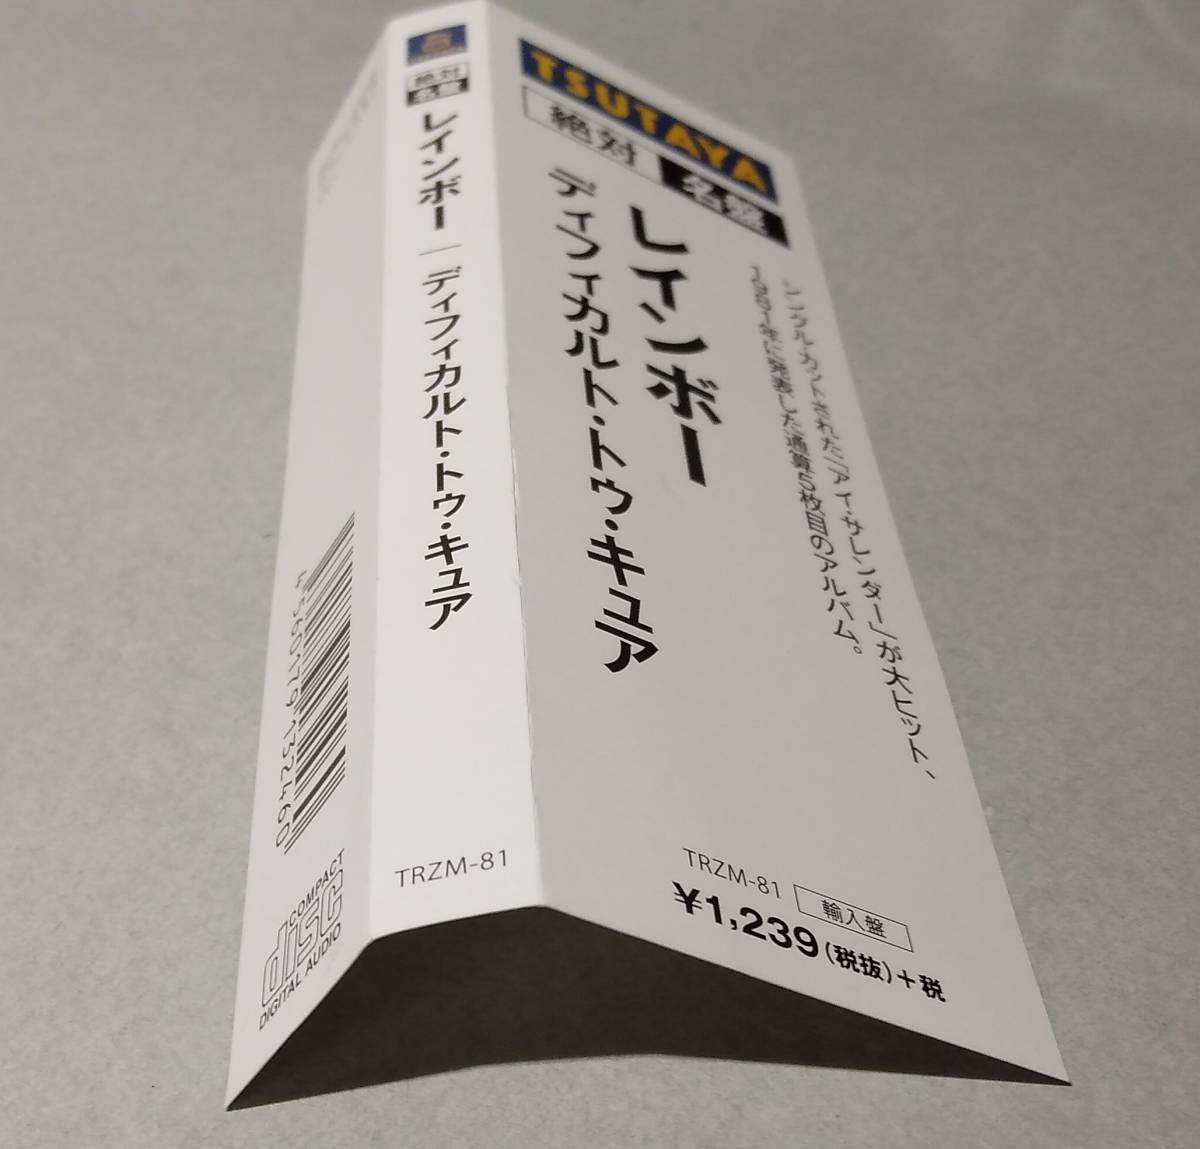 TSUTAYA
絶対 名盤
レインボー
ディフィカルト・トゥ・キュア
シングル・カットされた「アイ・サレンダー」が大ヒット、
1981年に発表した通算5枚目のアルバム。
TRZM-81 輸入盤
¥1,239(税抜)+税
絶対
名盤
レインボー｜ディフィカルト・トゥ・キュア
TRZM-81
4560179132460
COMPACT
disc
DIGITAL AUDIO